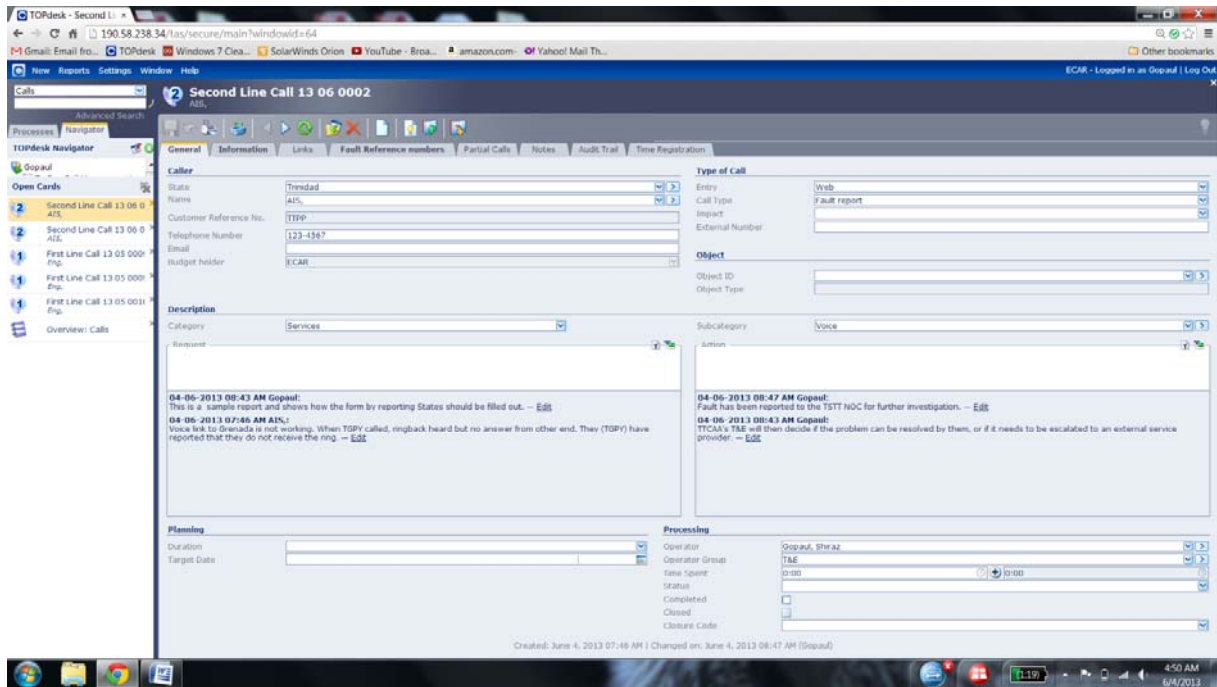 TOPdesk - Second Li
190.58.238.34/tas/secure/main?windowid=64
Gmail: Email fro... TOPdesk Windows 7 Clea... SolarWinds Orion YouTube - Broa... amazon.com- Yahoo! Mail Th... Other bookmarks
New Reports Settings Window Help ECAR - Logged in as Gopaul | Log Out
Calls
Advanced Search
Processes Navigator
TOPdesk Navigator
Gopaul
Open Cards
2 Second Line Call 13 06 0
AIS,
2 Second Line Call 13 06 0
AIS,
1 First Line Call 13 05 000
Eng,
1 First Line Call 13 05 000
Eng,
1 First Line Call 13 05 001
Eng,
Overview: Calls
2 Second Line Call 13 06 0002
AIS,
General Information Links Fault Reference numbers Partial Calls Notes Audit Trail Time Registration
Caller
State Trinidad
Name AIS,
Customer Reference No. TTPP
Telephone Number 123-4567
Email
Budget holder ECAR
Type of Call
Entry Web
Call Type Fault report
Impact
External Number
Object
Object ID
Object Type
Description
Category Services
Subcategory Voice
Request
04-06-2013 08:43 AM Gopaul:
This is a sample report and shows how the form by reporting States should be filled out. — Edit
04-06-2013 07:46 AM AIS,:
Voice link to Grenada is not working. When TGPY called, ringback heard but no answer from other end. They (TGPY) have
reported that they do not receive the ring. — Edit
Action
04-06-2013 08:47 AM Gopaul:
Fault has been reported to the TSTT NOC for further investigation. — Edit
04-06-2013 08:43 AM Gopaul:
TTCAA's T&E will then decide if the problem can be resolved by them, or if it needs to be escalated to an external service
provider. — Edit
Planning
Duration
Target Date
Processing
Operator Gopaul, Shiraz
Operator Group T&E
Time Spent 0:00 0:00
Status
Completed
Closed
Closure Code
Created: June 4, 2013 07:46 AM | Changed on: June 4, 2013 08:47 AM (Gopaul)
(1:19)
4:50 AM
6/4/2013